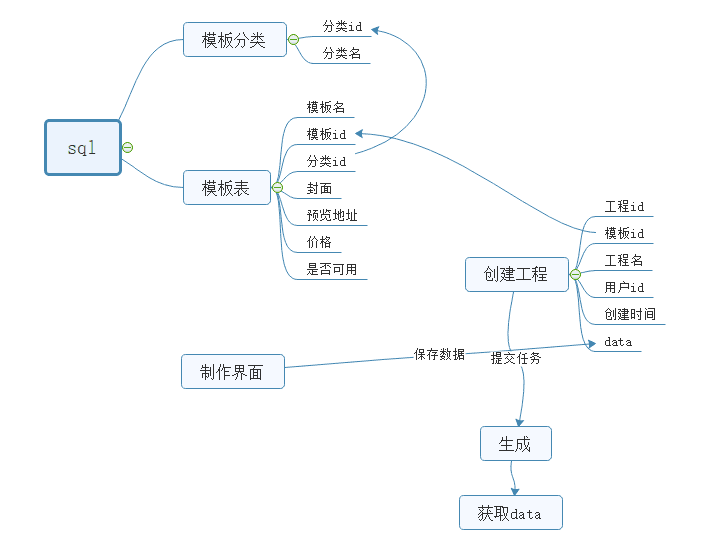 sql
模板分类
分类id
分类名
模板表
模板名
模板id
分类id
封面
预览地址
价格
是否可用
创建工程
工程id
模板id
工程名
用户id
创建时间
data
制作界面
保存数据
提交任务
生成
获取data